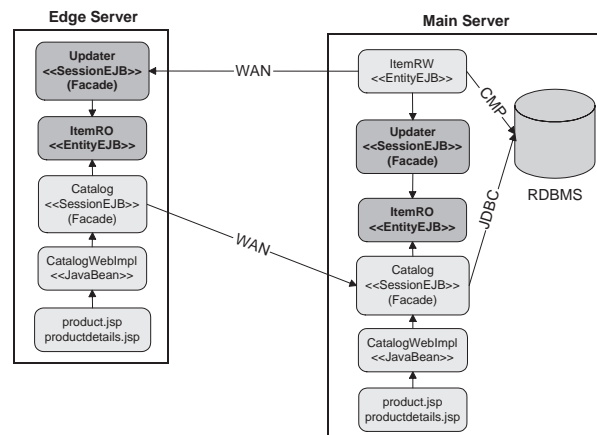 Edge Server
Updater
<<SessionEJB>>
(Facade)
ItemRO
<<EntityEJB>>
Catalog
<<SessionEJB>>
(Facade)
CatalogWebImpl
<<JavaBean>>
product.jsp
productdetails.jsp
WAN
WAN
Main Server
ItemRW
<<EntityEJB>>
Updater
<<SessionEJB>>
(Facade)
ItemRO
<<EntityEJB>>
Catalog
<<SessionEJB>>
(Facade)
CatalogWebImpl
<<JavaBean>>
product.jsp
productdetails.jsp
CMP
JDBC
RDBMS